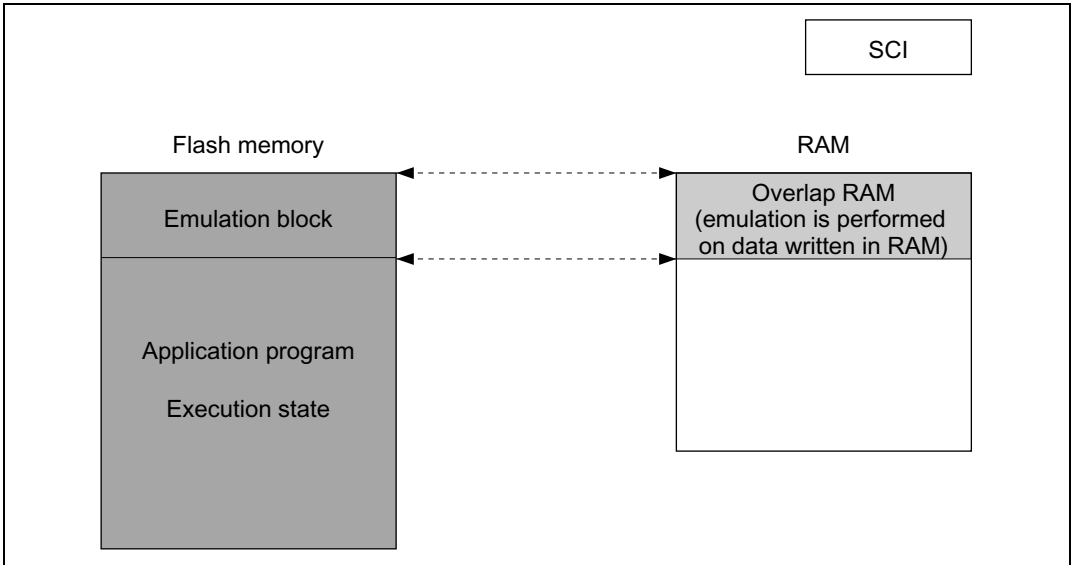 SCI
Flash memory
RAM
Emulation block
Overlap RAM
(emulation is performed
on data written in RAM)
Application program
Execution state